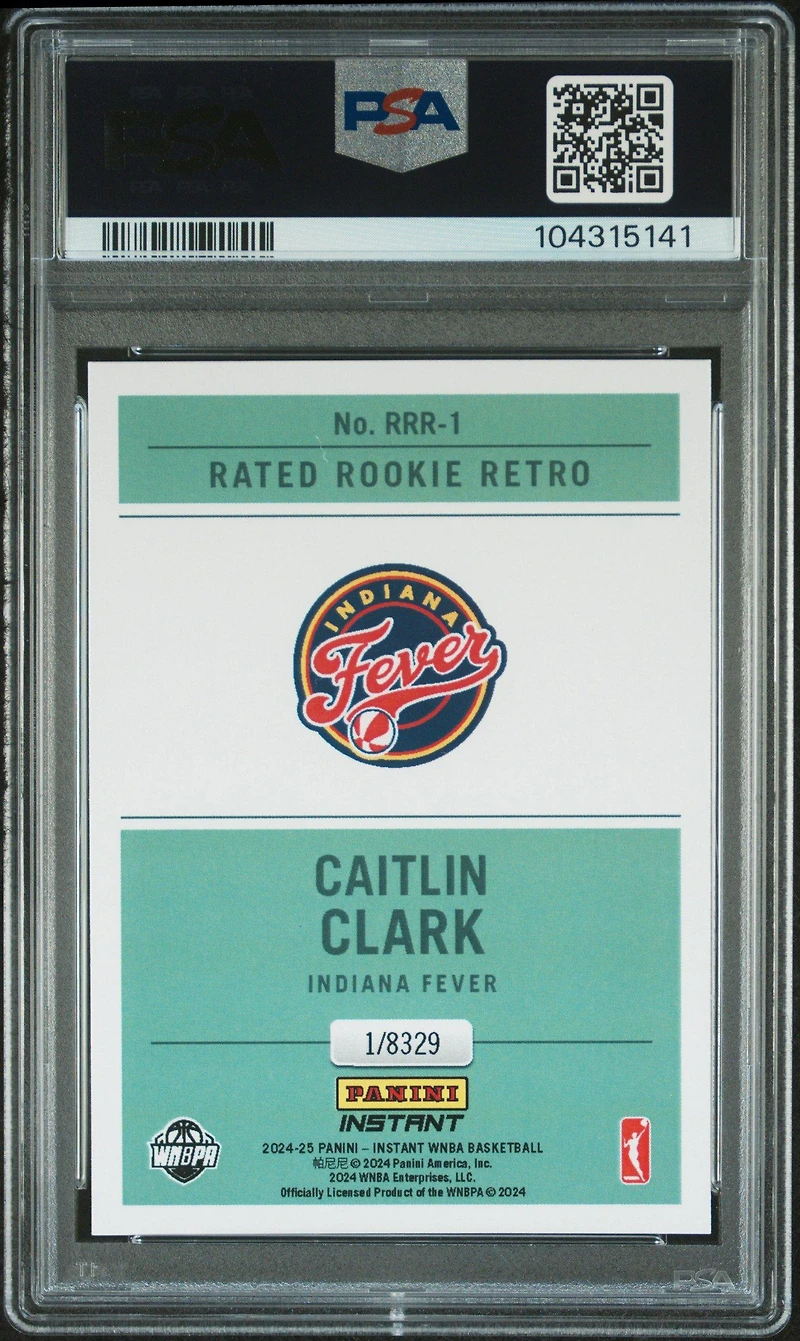 PSA
PSA
104315141
No. RRR-1
RATED ROOKIE RETRO
INDIANA
Fever
CAITLIN
CLARK
INDIANA FEVER
1/8329
PANINI
INSTANT
WNBPA
2024-25 PANINI – INSTANT WNBA BASKETBALL
帕尼尼 © 2024 Panini America, Inc.
2024 WNBA Enterprises, LLC.
Officially Licensed Product of the WNBPA © 2024
PSA